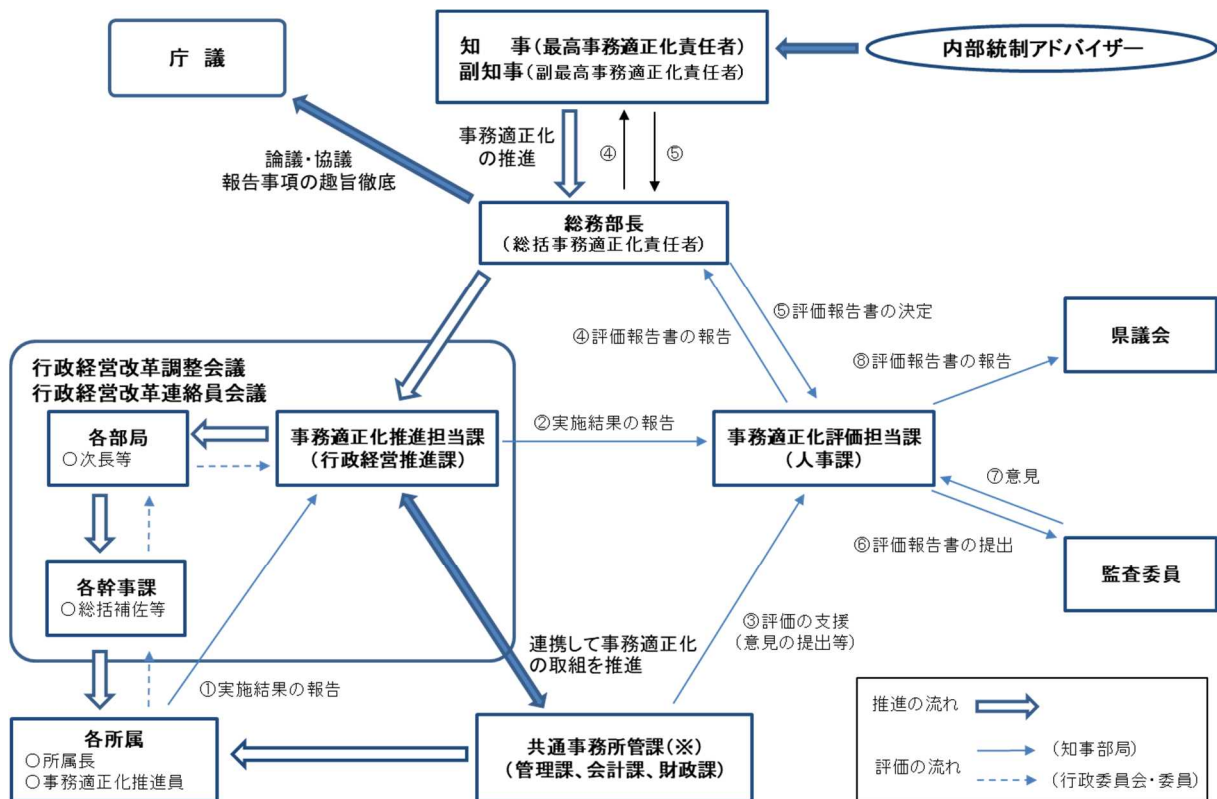 庁 議
知　事(最高事務適正化責任者)
副知事(副最高事務適正化責任者)
内部統制アドバイザー
事務適正化
の推進
④
⑤
論議・協議
報告事項の趣旨徹底
総務部長
(総括事務適正化責任者)
⑤評価報告書の決定
④評価報告書の報告
県議会
⑧評価報告書の報告
行政経営改革調整会議
行政経営改革連絡員会議
各部局
○次長等
事務適正化推進担当課
(行政経営推進課)
②実施結果の報告
事務適正化評価担当課
(人事課)
⑦意見
⑥評価報告書の提出
監査委員
各幹事課
○総括補佐等
③評価の支援
(意見の提出等)
連携して事務適正化
の取組を推進
①実施結果の報告
各所属
○所属長
○事務適正化推進員
共通事務所管課(※)
(管理課、会計課、財政課)
推進の流れ
評価の流れ
(知事部局)
(行政委員会・委員)